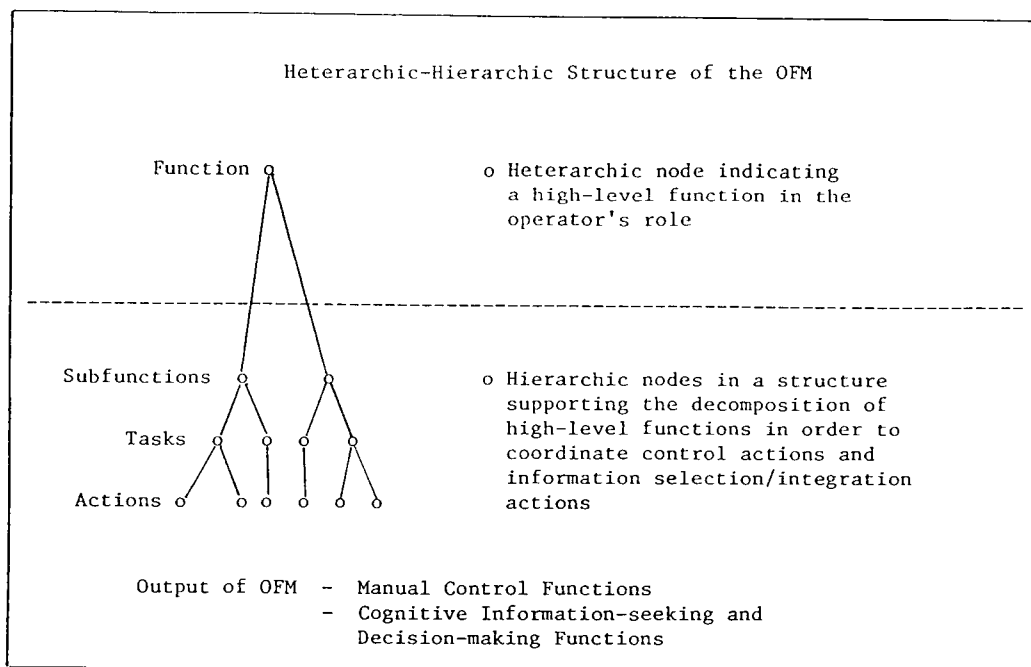 Heterarchic-Hierarchic Structure of the OFM
Function o
o Heterarchic node indicating
a high-level function in the
operator's role
Subfunctions o o
o Hierarchic nodes in a structure
supporting the decomposition of
high-level functions in order to
coordinate control actions and
information selection/integration
actions
Tasks o o o o
Actions o o o o o o
Output of OFM - Manual Control Functions
- Cognitive Information-seeking and
Decision-making Functions